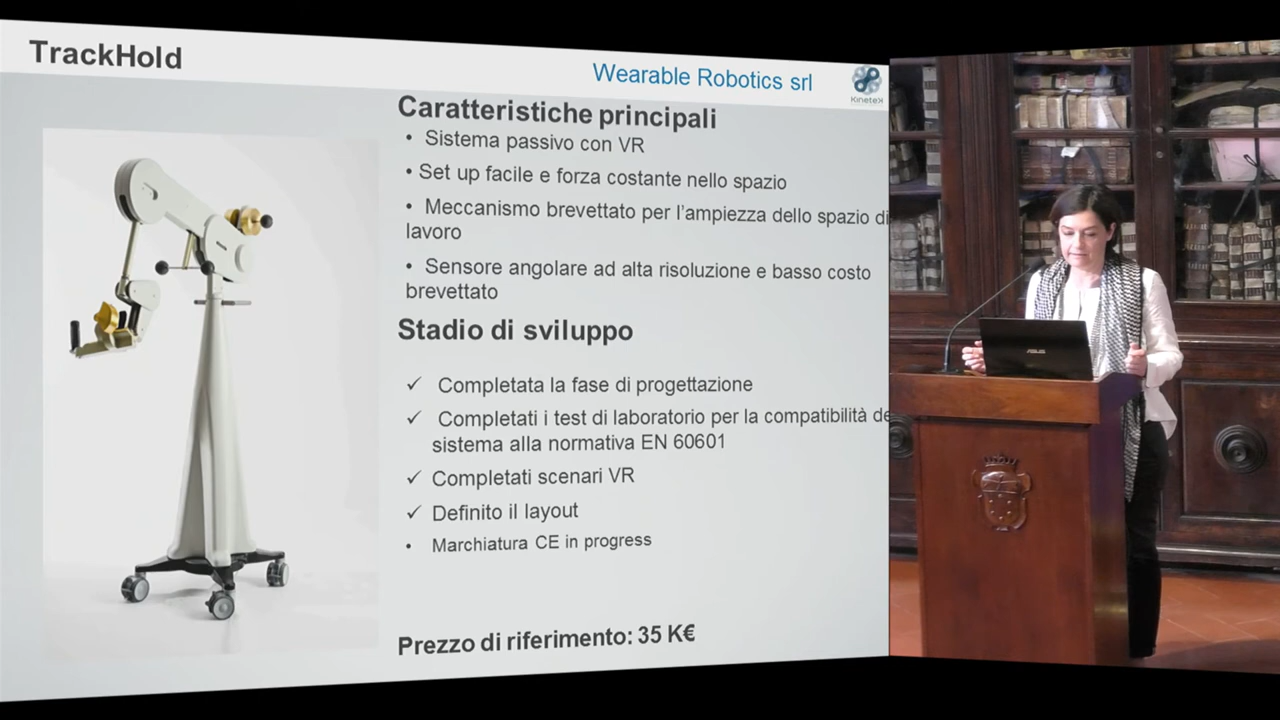 TrackHold
Wearable Robotics srl
KineteK
Caratteristiche principali
• Sistema passivo con VR
• Set up facile e forza costante nello spazio
• Meccanismo brevettato per l'ampiezza dello spazio di
lavoro
• Sensore angolare ad alta risoluzione e basso costo
brevettato
Stadio di sviluppo
✓ Completata la fase di progettazione
✓ Completati i test di laboratorio per la compatibilità de
sistema alla normativa EN 60601
✓ Completati scenari VR
✓ Definito il layout
• Marchiatura CE in progress
Prezzo di riferimento: 35 K€
ASUS